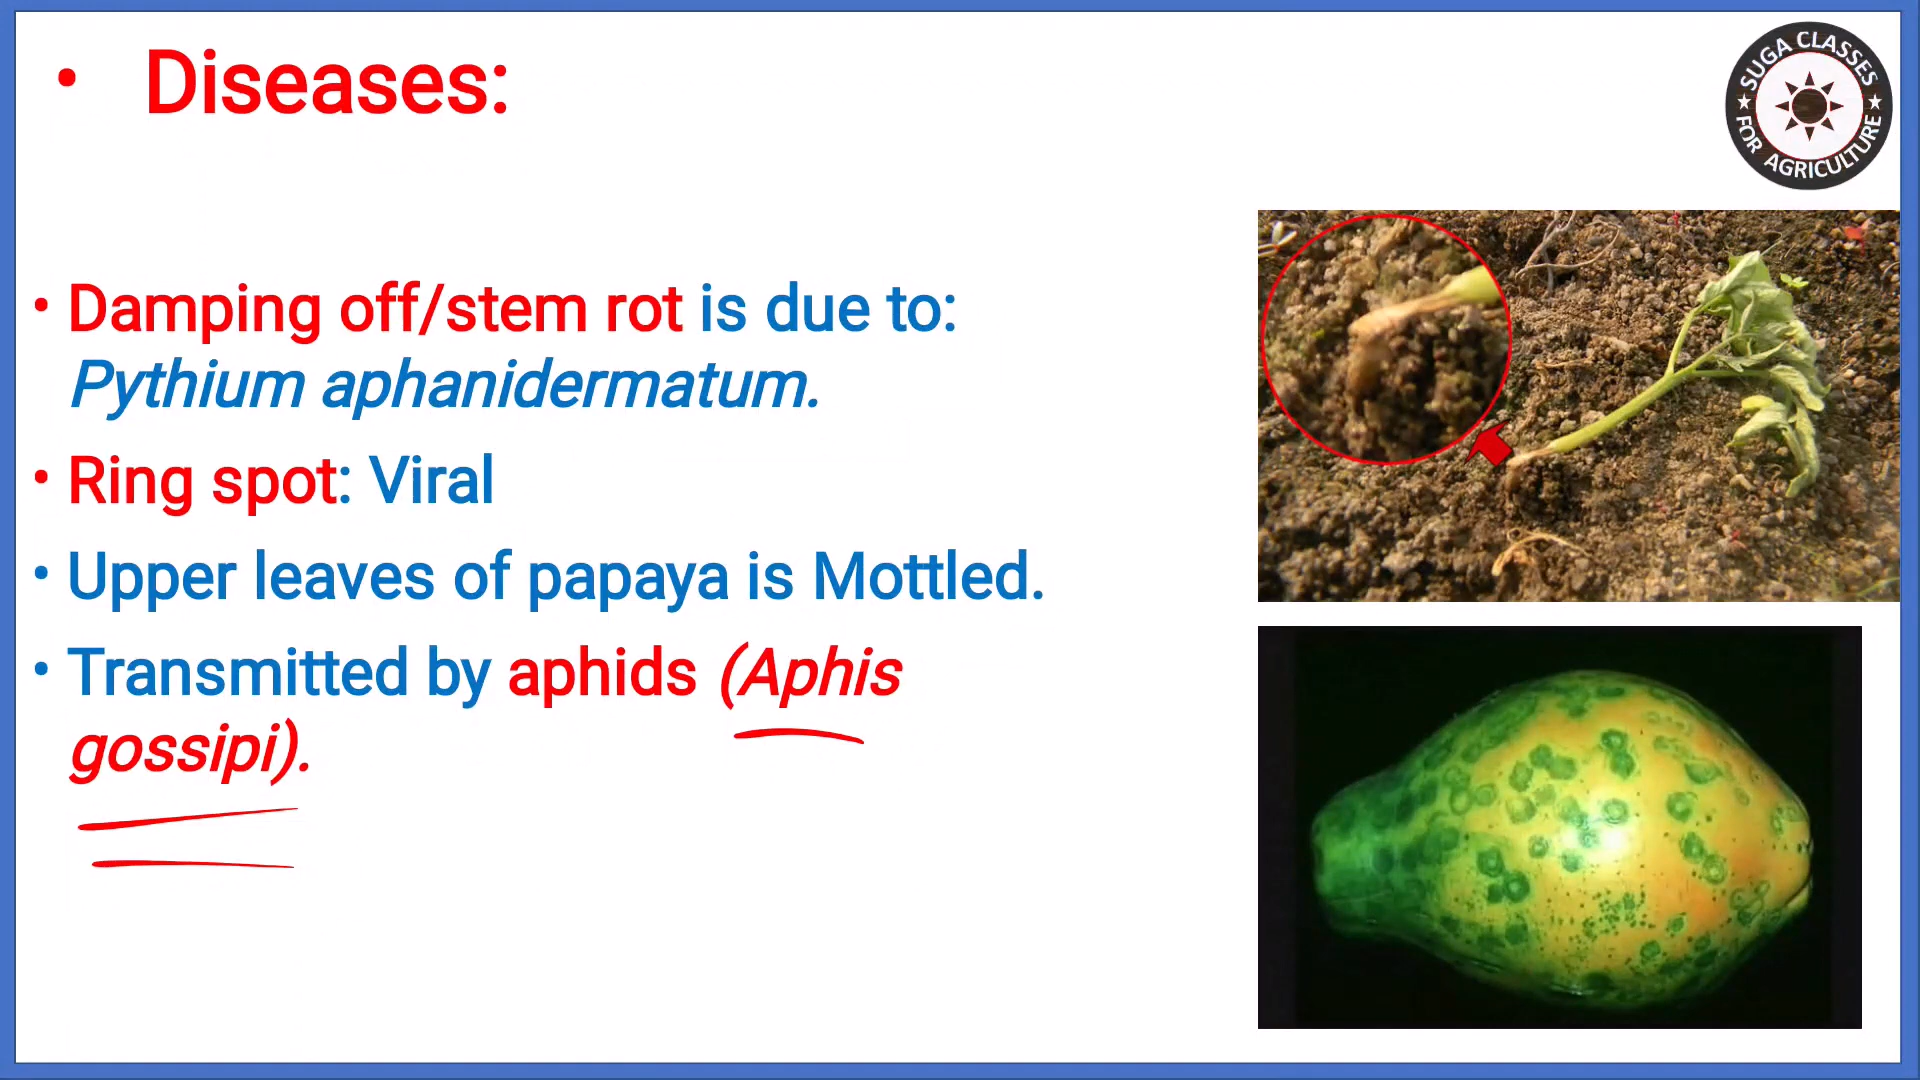 • Diseases:
SUGA CLASSES
FOR AGRICULTURE
• Damping off/stem rot is due to:
Pythium aphanidermatum.
• Ring spot: Viral
• Upper leaves of papaya is Mottled.
• Transmitted by aphids (Aphis
gossipi).